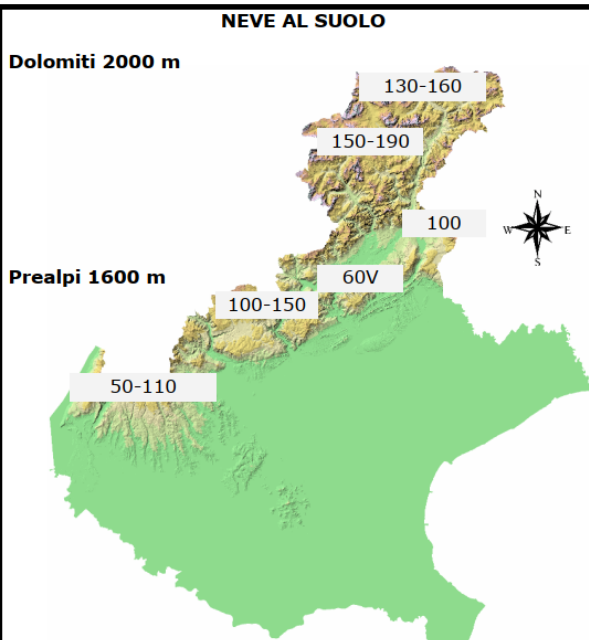 NEVE AL SUOLO
Dolomiti 2000 m
130-160
150-190
N
W E
S
100
Prealpi 1600 m
60V
100-150
50-110